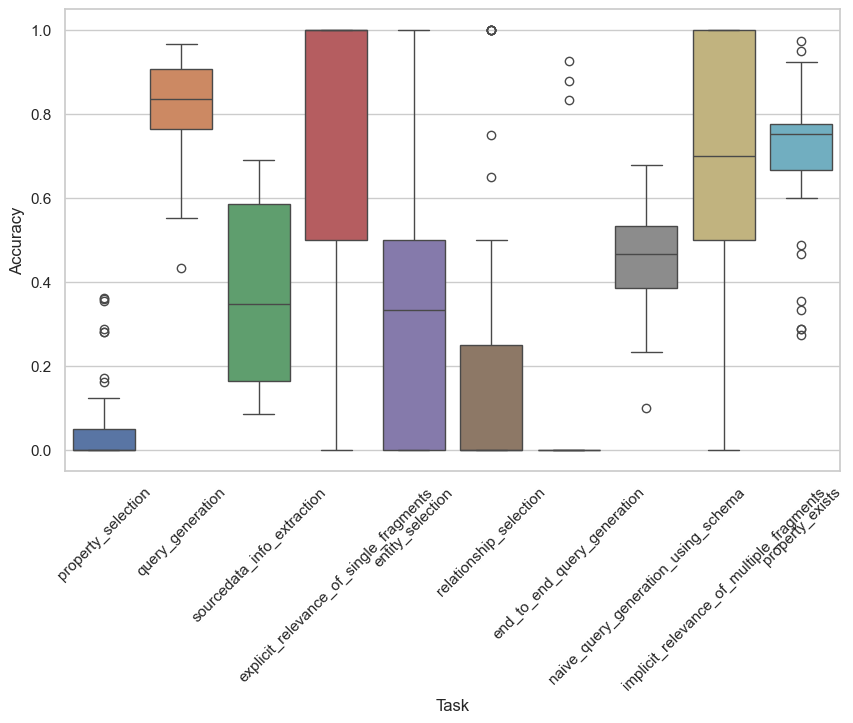 1.0
0.8
0.6
0.4
0.2
0.0
Accuracy
property_selection
query_generation
sourcedata_info_extraction
explicit_relevance_of_single_fragments
entity_selection
relationship_selection
end_to_end_query_generation
naive_query_generation_using_schema
implicit_relevance_of_multiple_fragments
property_exists
Task